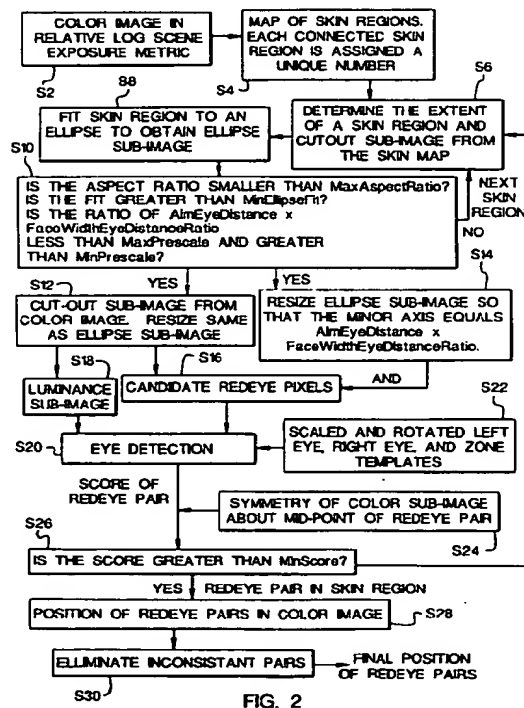 COLOR IMAGE IN
RELATIVE LOG SCENE
EXPOSURE METRIC
S2
MAP OF SKIN REGIONS.
EACH CONNECTED SKIN
REGION IS ASSIGNED A
UNIQUE NUMBER
S4
S6
DETERMINE THE EXTENT
OF A SKIN REGION AND
CUTOUT SUB-IMAGE FROM
THE SKIN MAP
S8
FIT SKIN REGION TO AN
ELLIPSE TO OBTAIN ELLIPSE
SUB-IMAGE
S10
IS THE ASPECT RATIO SMALLER THAN MaxAspectRatio?
IS THE FIT GREATER THAN MinEllipseFit?
IS THE RATIO OF AimEyeDistance x
FaceWidthEyeDistanceRatio
LESS THAN MaxPrescale AND GREATER
THAN MinPrescale?
NEXT
SKIN
REGION
NO
YES
YES
S12
CUT-OUT SUB-IMAGE FROM
COLOR IMAGE. RESIZE SAME
AS ELLIPSE SUB-IMAGE
S14
RESIZE ELLIPSE SUB-IMAGE SO
THAT THE MINOR AXIS EQUALS
AimEyeDistance x
FaceWidthEyeDistanceRatio.
S18
LUMINANCE
SUB-IMAGE
S16
CANDIDATE REDEYE PIXELS
AND
S22
SCALED AND ROTATED LEFT
EYE, RIGHT EYE, AND ZONE
TEMPLATES
S20
EYE DETECTION
SCORE OF
REDEYE PAIR
SYMMETRY OF COLOR SUB-IMAGE
ABOUT MID-POINT OF REDEYE PAIR
S24
S26
IS THE SCORE GREATER THAN MinScore?
YES
REDEYE PAIR IN SKIN REGION
POSITION OF REDEYE PAIRS IN COLOR IMAGE
S28
ELLIMINATE INCONSISTANT PAIRS
S30
FINAL POSITION
OF REDEYE PAIRS
FIG. 2